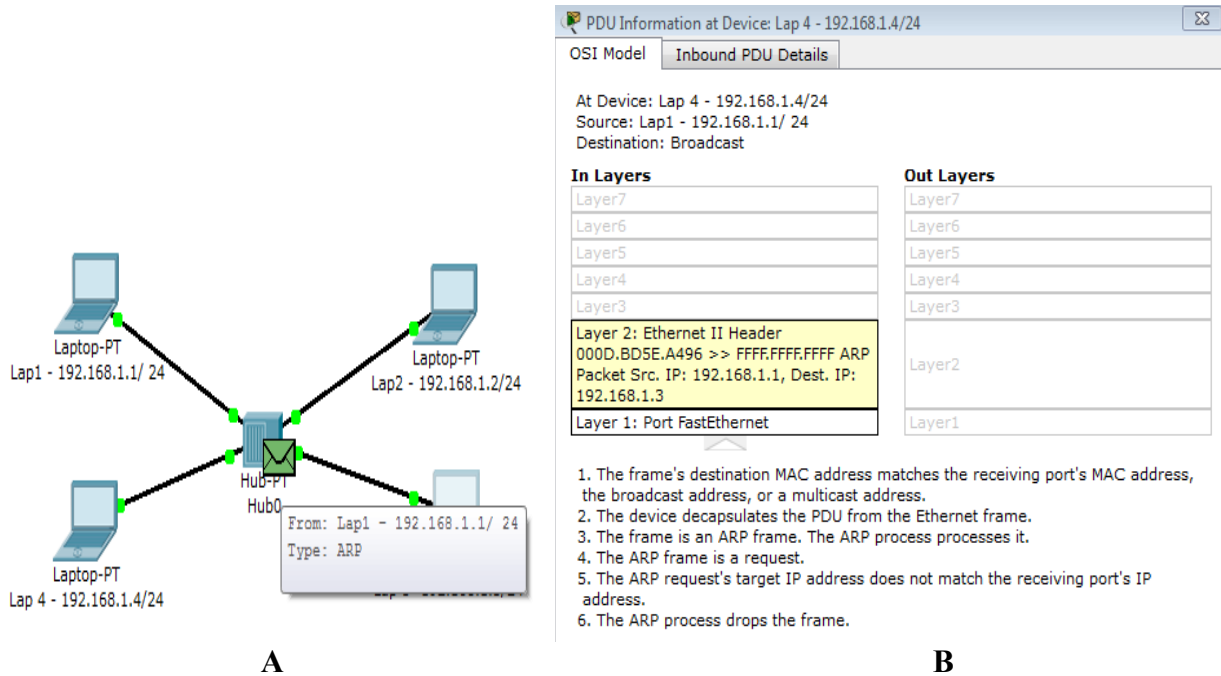 PDU Information at Device: Lap 4 - 192.168.1.4/24
OSI Model
Inbound PDU Details
At Device: Lap 4 - 192.168.1.4/24
Source: Lap1 - 192.168.1.1/ 24
Destination: Broadcast
In Layers
Out Layers
Layer7
Layer7
Layer6
Layer6
Layer5
Layer5
Layer4
Layer4
Layer3
Layer3
Layer 2: Ethernet II Header
000D.BD5E.A496 >> FFFF.FFFF.FFFF ARP
Packet Src. IP: 192.168.1.1, Dest. IP:
192.168.1.3
Layer2
Layer 1: Port FastEthernet
Layer1
1. The frame's destination MAC address matches the receiving port's MAC address,
the broadcast address, or a multicast address.
2. The device decapsulates the PDU from the Ethernet frame.
3. The frame is an ARP frame. The ARP process processes it.
4. The ARP frame is a request.
5. The ARP request's target IP address does not match the receiving port's IP
address.
6. The ARP process drops the frame.
Laptop-PT
Lap1 - 192.168.1.1/ 24
Laptop-PT
Lap2 - 192.168.1.2/24
Hub-PT
Hub0
From: Lap1 - 192.168.1.1/ 24
Type: ARP
Laptop-PT
Lap 4 - 192.168.1.4/24
A
B